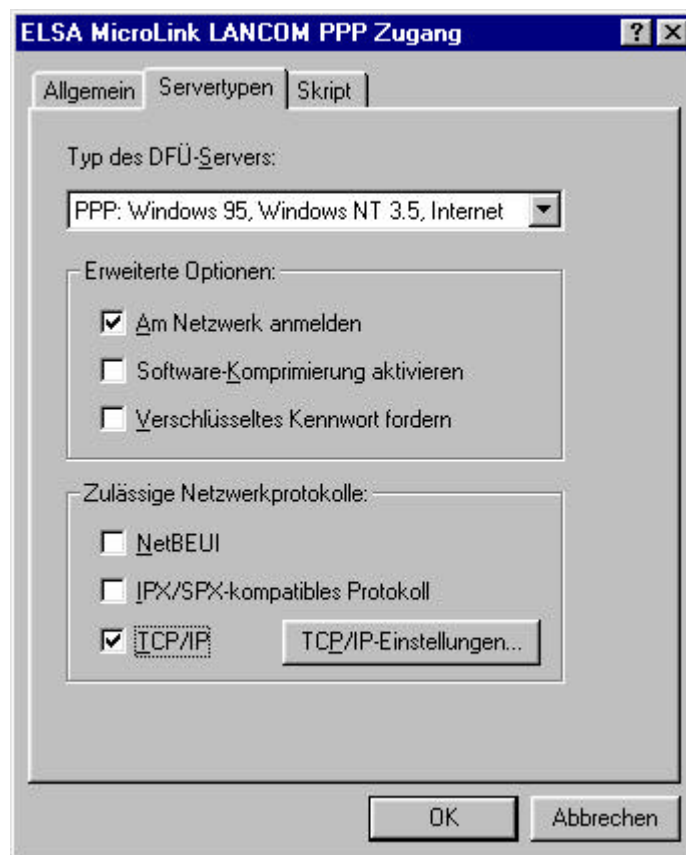 ELSA MicroLink LANCOM PPP Zugang
Allgemein Servertypen Skript
Typ des DFÜ-Servers:
PPP: Windows 95, Windows NT 3.5, Internet
Erweiterte Optionen:
Am Netzwerk anmelden
Software-Komprimierung aktivieren
Verschlüsseltes Kennwort fordern
Zulässige Netzwerkprotokolle:
NetBEUI
IPX/SPX-kompatibles Protokoll
TCP/IP TCP/IP-Einstellungen...
OK Abbrechen